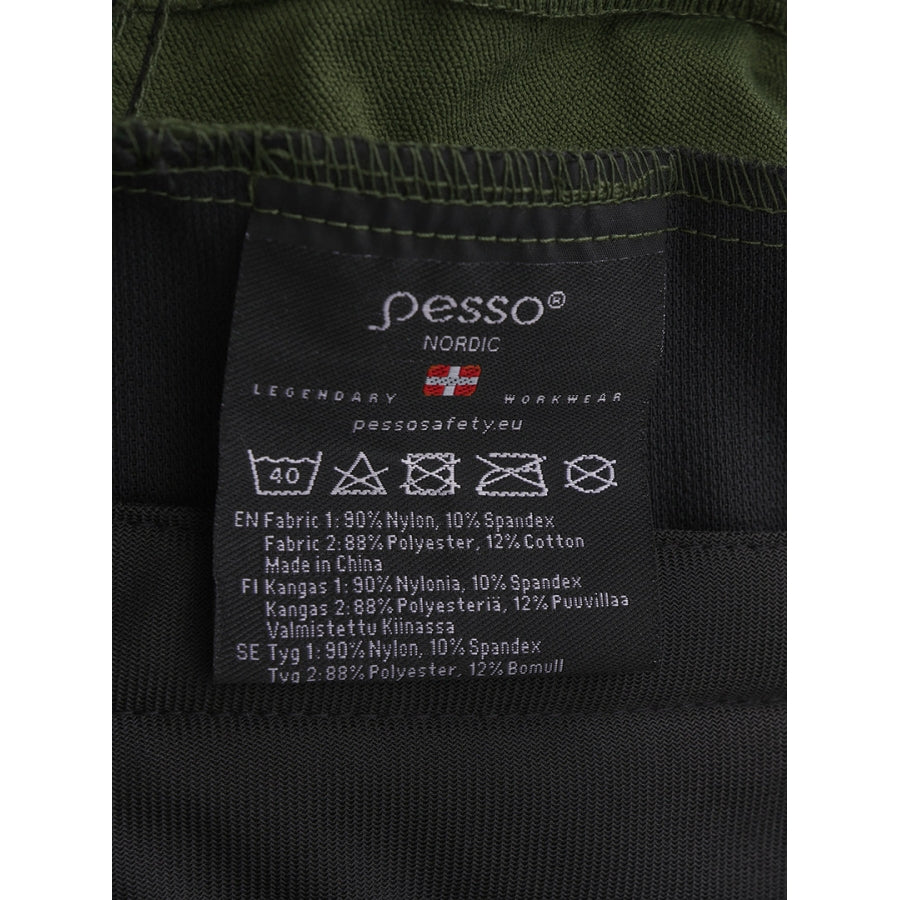 pesso®
NORDIC
LEGENDARY WORKWEAR
pessosafety.eu
40
EN Fabric 1: 90% Nylon, 10% Spandex
Fabric 2: 88% Polyester, 12% Cotton
Made in China
FI Kangas 1: 90% Nylonia, 10% Spandex
Kangas 2: 88% Polyesteriä, 12% Puuvillaa
Valmistettu Kiinassa
SE Tyg 1: 90% Nylon, 10% Spandex
Tyg 2: 88% Polyester, 12% Bomull